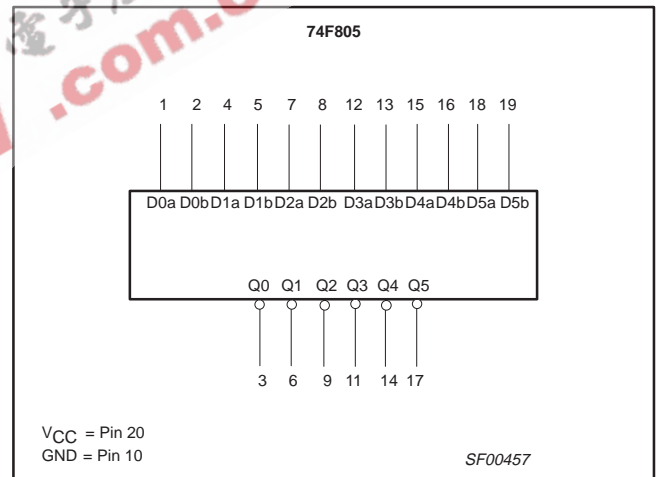 .com
74F805
1 2 4 5 7 8 12 13 15 16 18 19
D0a D0b D1a D1b D2a D2b D3a D3b D4a D4b D5a D5b
Q0 Q1 Q2 Q3 Q4 Q5
3 6 9 11 14 17
VCC = Pin 20
GND = Pin 10
SF00457